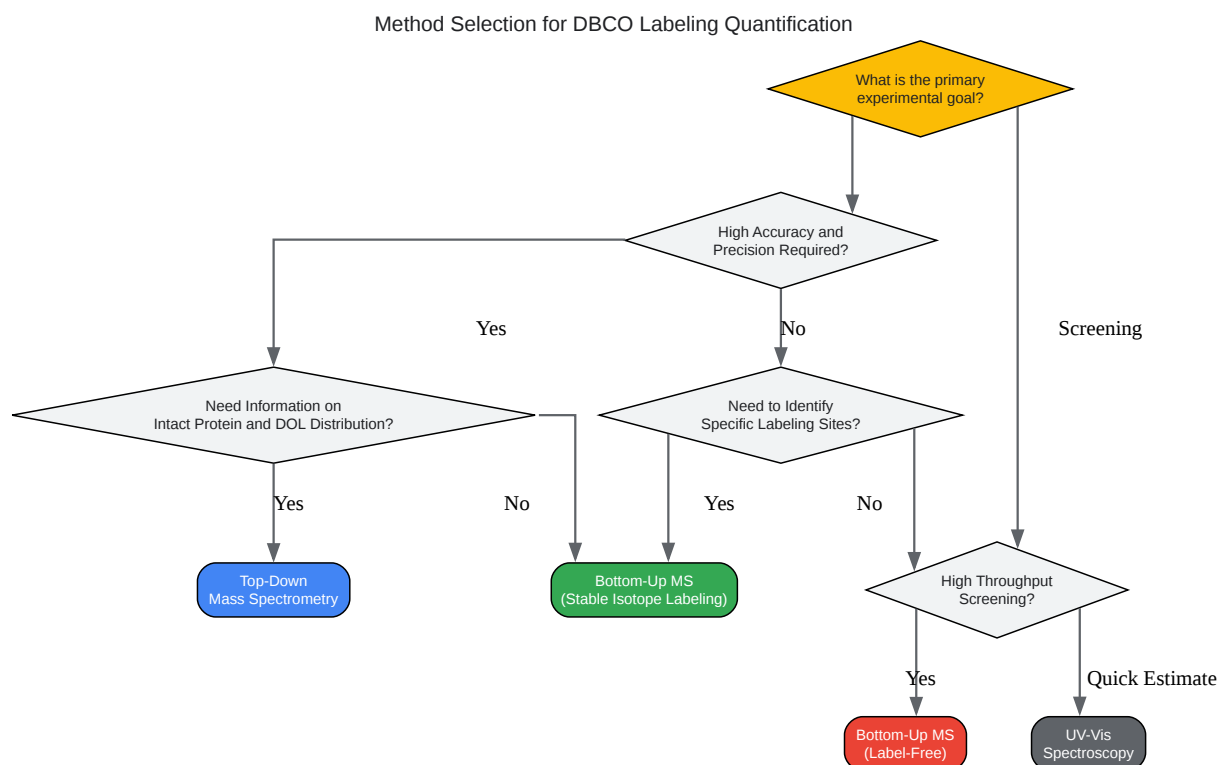 Method Selection for DBCO Labeling Quantification
What is the primary
experimental goal?
High Accuracy and
Precision Required?
Yes
No
Screening
Need Information on
Intact Protein and DOL Distribution?
Need to Identify
Specific Labeling Sites?
Yes
No
Yes
No
Top-Down
Mass Spectrometry
Bottom-Up MS
(Stable Isotope Labeling)
High Throughput
Screening?
Yes
Quick Estimate
Bottom-Up MS
(Label-Free)
UV-Vis
Spectroscopy